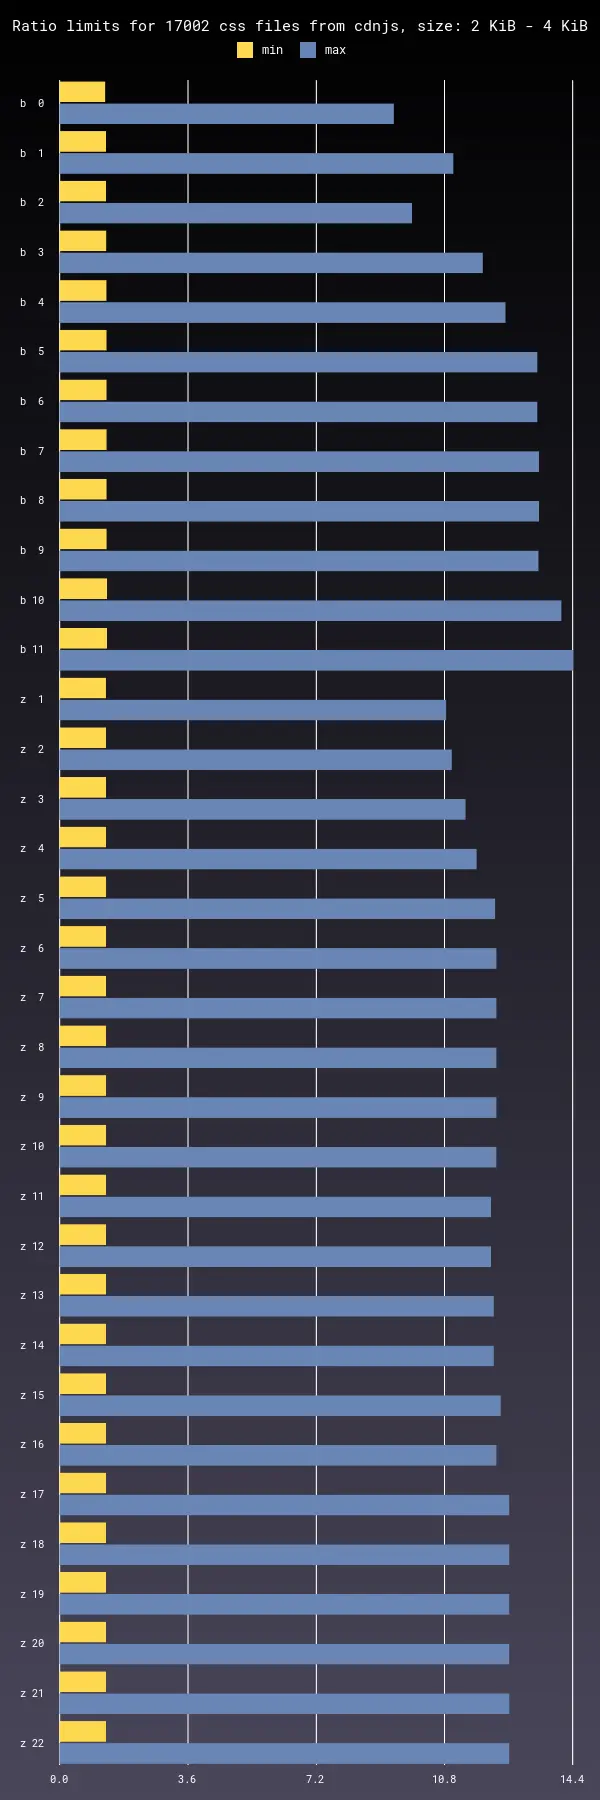 Ratio limits for 17002 css files from cdnjs, size: 2 KiB - 4 KiB
min max
b 0
b 1
b 2
b 3
b 4
b 5
b 6
b 7
b 8
b 9
b 10
b 11
z 1
z 2
z 3
z 4
z 5
z 6
z 7
z 8
z 9
z 10
z 11
z 12
z 13
z 14
z 15
z 16
z 17
z 18
z 19
z 20
z 21
z 22
0.0 3.6 7.2 10.8 14.4